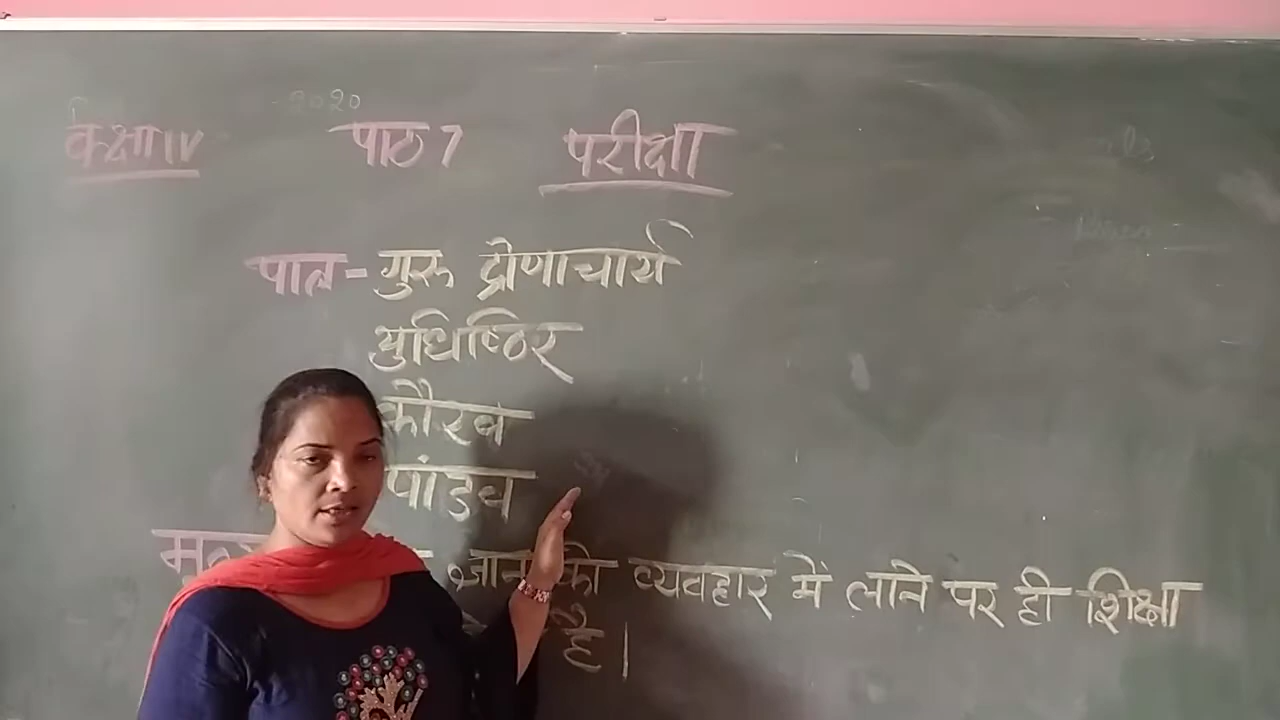 2020
कक्षा IV पाठ 7 परीक्षा
पात्र - गुरु द्रोणाचार्य
युधिष्ठिर
कौरव
पांडव
ज्ञान को व्यवहार में लाने पर ही शिक्षा
है।